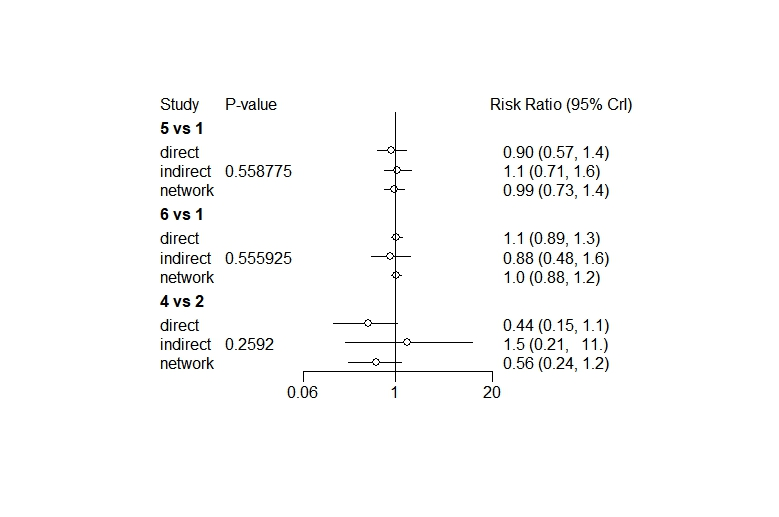 Study P-value Risk Ratio (95% CrI)
5 vs 1
direct 0.90 (0.57, 1.4)
indirect 0.558775 1.1 (0.71, 1.6)
network 0.99 (0.73, 1.4)
6 vs 1
direct 1.1 (0.89, 1.3)
indirect 0.555925 0.88 (0.48, 1.6)
network 1.0 (0.88, 1.2)
4 vs 2
direct 0.44 (0.15, 1.1)
indirect 0.2592 1.5 (0.21, 11.)
network 0.56 (0.24, 1.2)
0.06 1 20